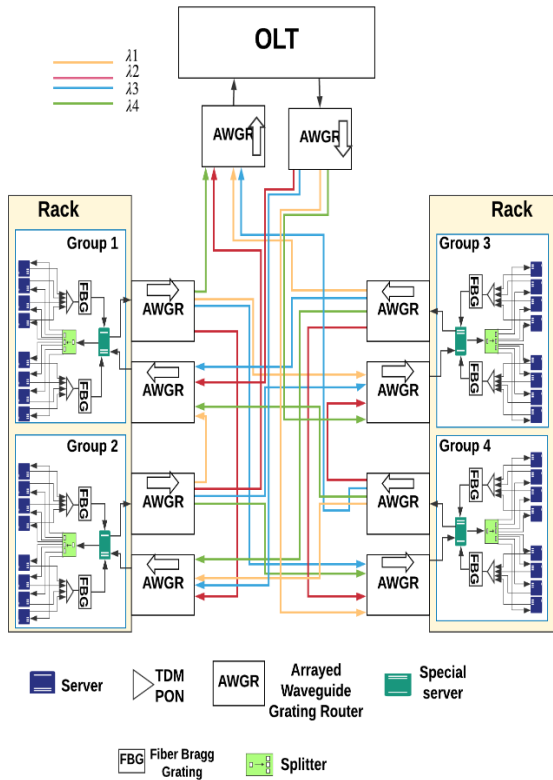 OLT
λ1
λ2
λ3
λ4
AWGR
AWGR
Rack
Rack
Group 1
Group 3
FBG
FBG
AWGR
AWGR
AWGR
AWGR
FBG
FBG
Group 2
Group 4
FBG
FBG
AWGR
AWGR
AWGR
AWGR
FBG
FBG
Server
TDM
PON
AWGR
Arrayed
Waveguide
Grating Router
Special
server
FBG
Fiber Bragg
Grating
Splitter